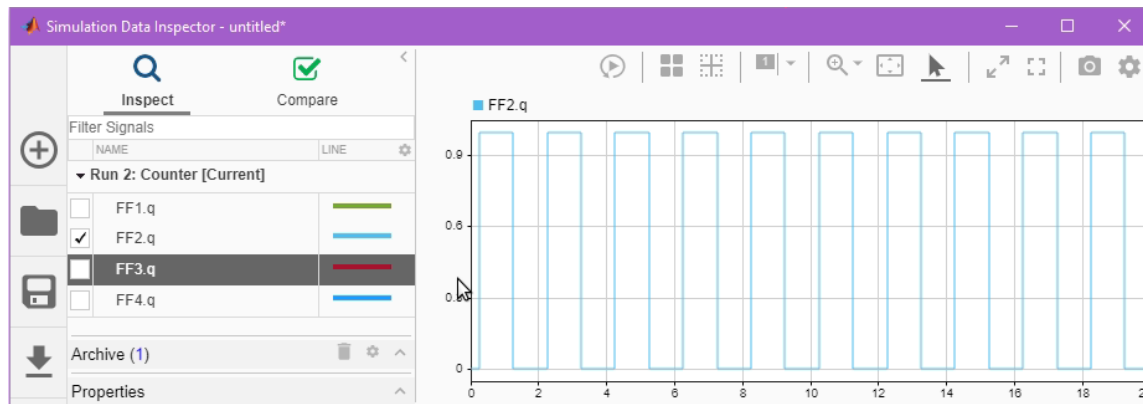 Simulation Data Inspector - untitled*
Inspect
Compare
Filter Signals
NAME LINE
Run 2: Counter [Current]
FF1.q
FF2.q
FF3.q
FF4.q
Archive (1)
Properties
1
FF2.q
0.9
0.6
0
0 2 4 6 8 10 12 14 16 18